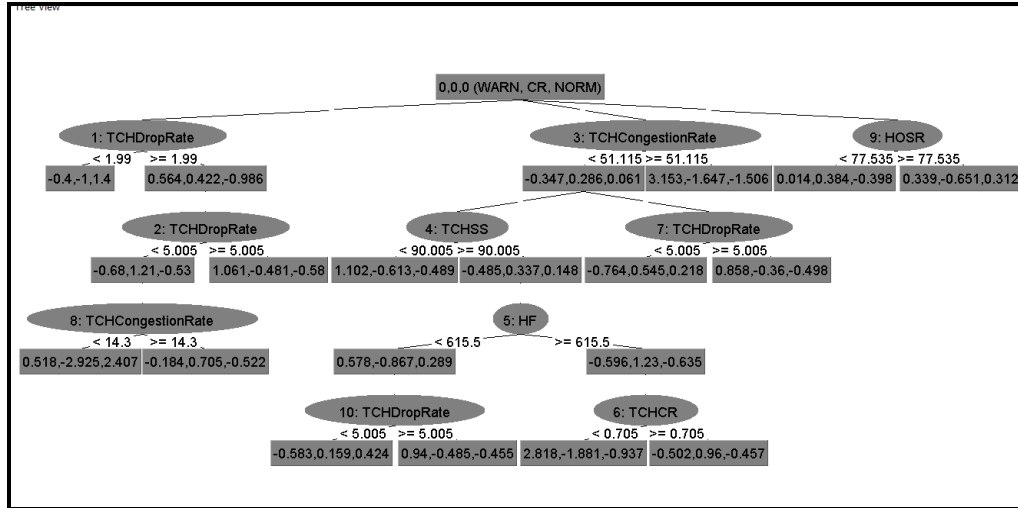 Tree View
0,0,0 (WARN, CR, NORM)
1: TCHDropRate
3: TCHCongestionRate
9: HOSR
< 1.99 >= 1.99
< 51.115 >= 51.115
< 77.535 >= 77.535
-0.4,-1,1.4
0.564,0.422,-0.986
-0.347,0.286,0.061
3.153,-1.647,-1.506
0.014,0.384,-0.398
0.339,-0.651,0.312
2: TCHDropRate
4: TCHSS
7: TCHDropRate
< 5.005 >= 5.005
< 90.005 >= 90.005
< 5.005 >= 5.005
-0.68,1.21,-0.53
1.061,-0.481,-0.58
1.102,-0.613,-0.489
-0.485,0.337,0.148
-0.764,0.545,0.218
0.858,-0.36,-0.498
8: TCHCongestionRate
5: HF
< 14.3 >= 14.3
< 615.5 >= 615.5
0.518,-2.925,2.407
-0.184,0.705,-0.522
0.578,-0.867,0.289
-0.596,1.23,-0.635
10: TCHDropRate
6: TCHCR
< 5.005 >= 5.005
< 0.705 >= 0.705
-0.583,0.159,0.424
0.94,-0.485,-0.455
2.818,-1.881,-0.937
-0.502,0.96,-0.457